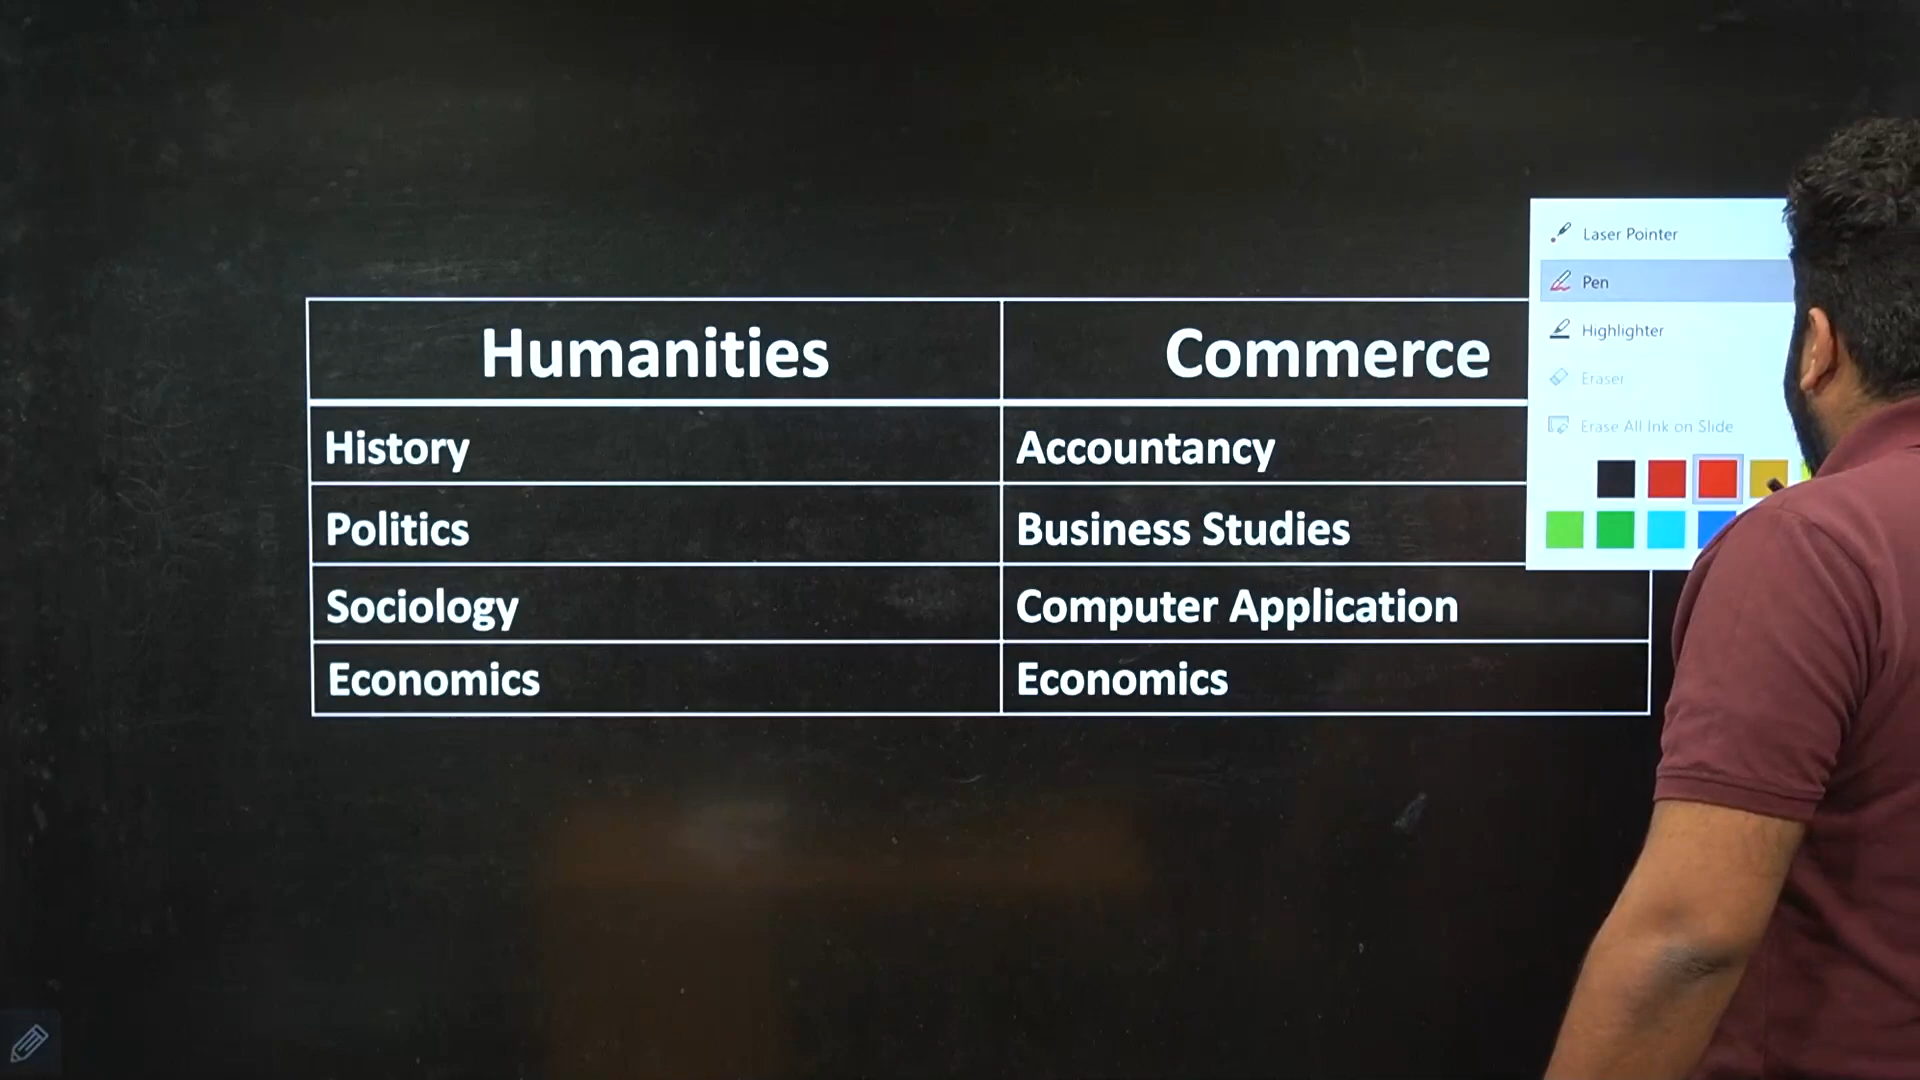 Humanities Commerce
History Accountancy
Politics Business Studies
Sociology Computer Application
Economics Economics
Laser Pointer
Pen
Highlighter
Eraser
Erase All Ink on Slide